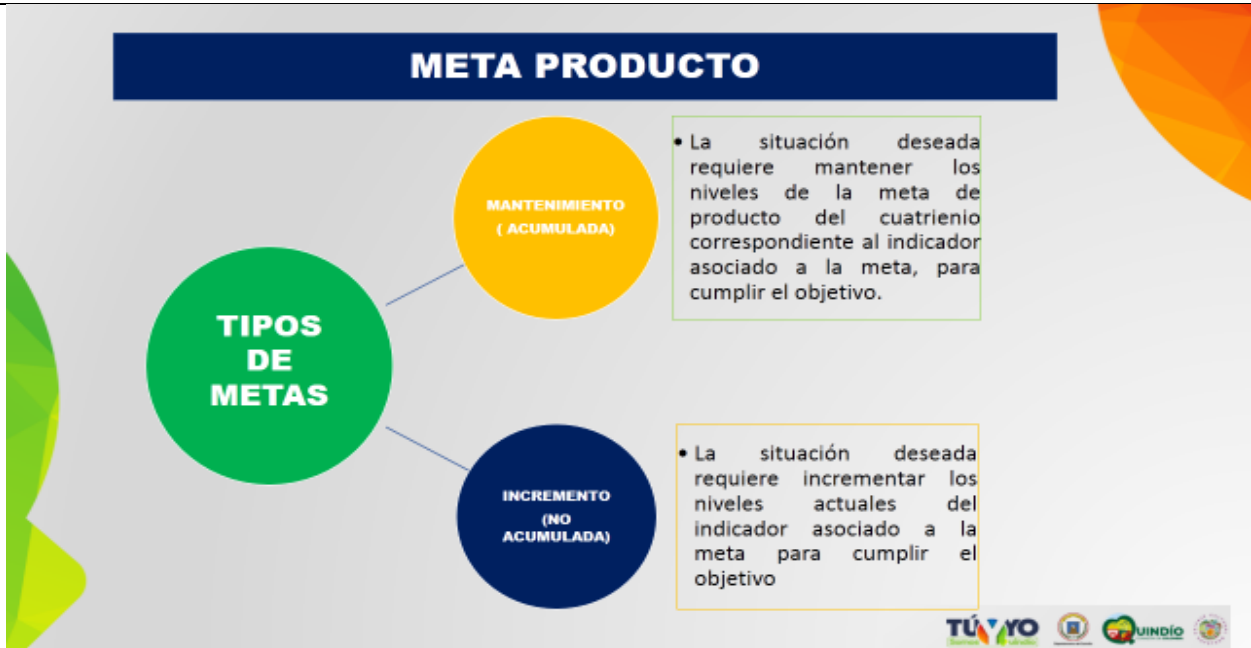 META PRODUCTO
MANTENIMIENTO
( ACUMULADA)
• La situación deseada
requiere mantener los
niveles de la meta de
producto del cuatrienio
correspondiente al indicador
asociado a la meta, para
cumplir el objetivo.
TIPOS
DE
METAS
INCREMENTO
(NO
ACUMULADA)
• La situación deseada
requiere incrementar los
niveles actuales del
indicador asociado a la
meta para cumplir el
objetivo
TÚ Y YO
QUINDÍO